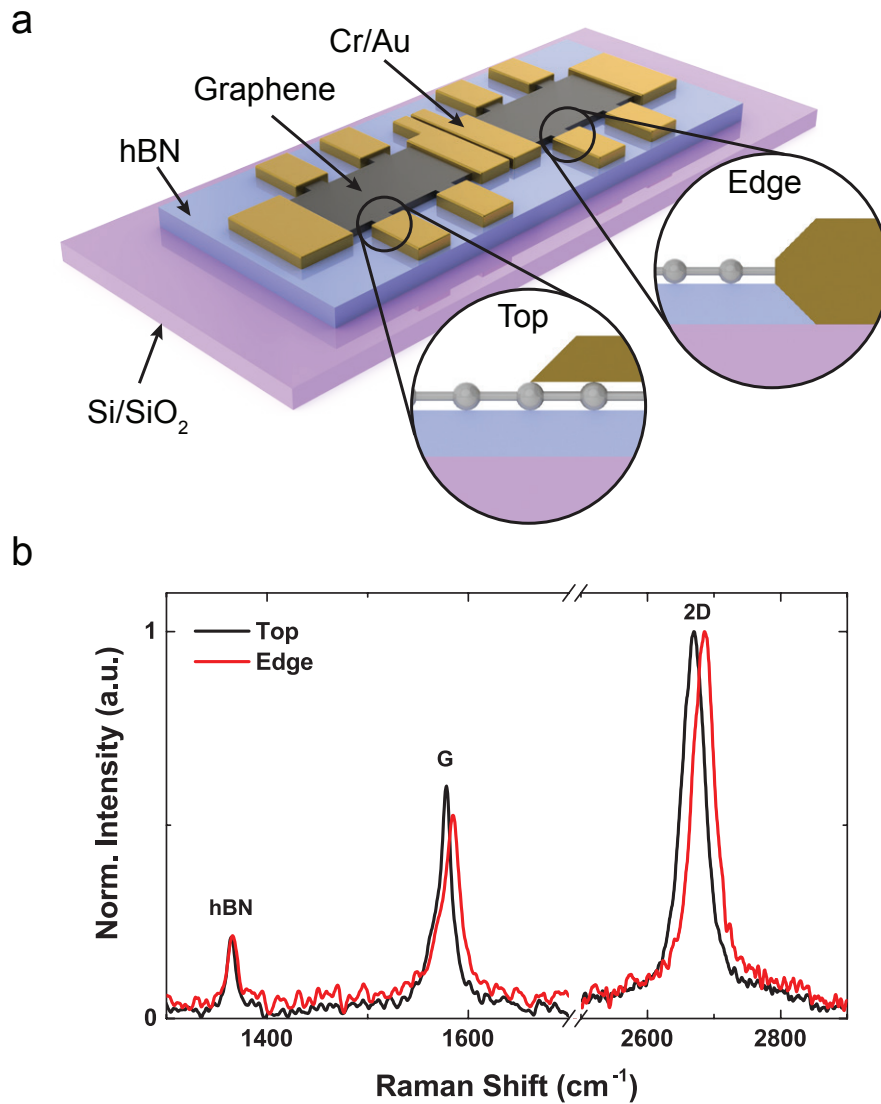 a
Cr/Au
Graphene
hBN
Edge
Top
Si/SiO₂
b
1
Top
Edge
2D
G
hBN
Norm. Intensity (a.u.)
0
1400
1600
2600
2800
Raman Shift (cm⁻¹)